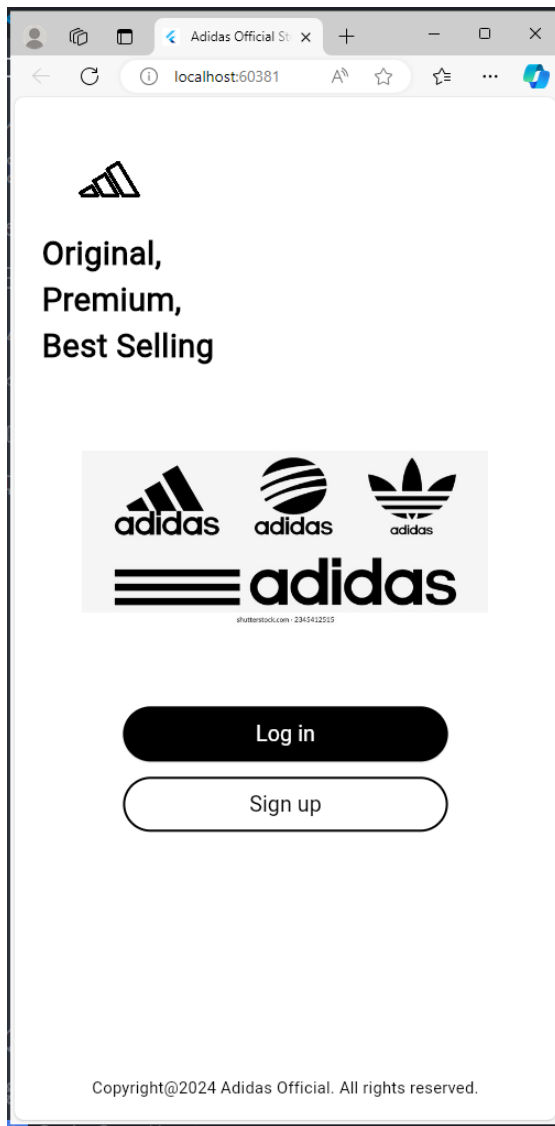 Adidas Official St
localhost:60381
Original,
Premium,
Best Selling
adidas adidas adidas
adidas
shutterstock.com · 2345412515
Log in
Sign up
Copyright@2024 Adidas Official. All rights reserved.